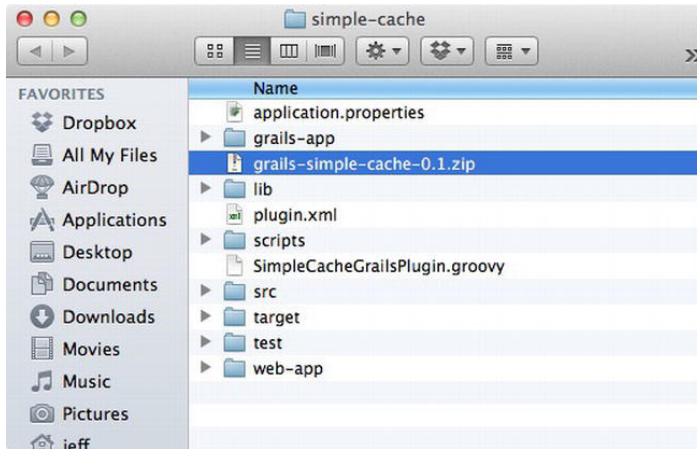 simple-cache
FAVORITES
Dropbox
All My Files
AirDrop
Applications
Desktop
Documents
Downloads
Movies
Music
Pictures
jeff
Name
application.properties
grails-app
grails-simple-cache-0.1.zip
lib
plugin.xml
scripts
SimpleCacheGrailsPlugin.groovy
src
target
test
web-app